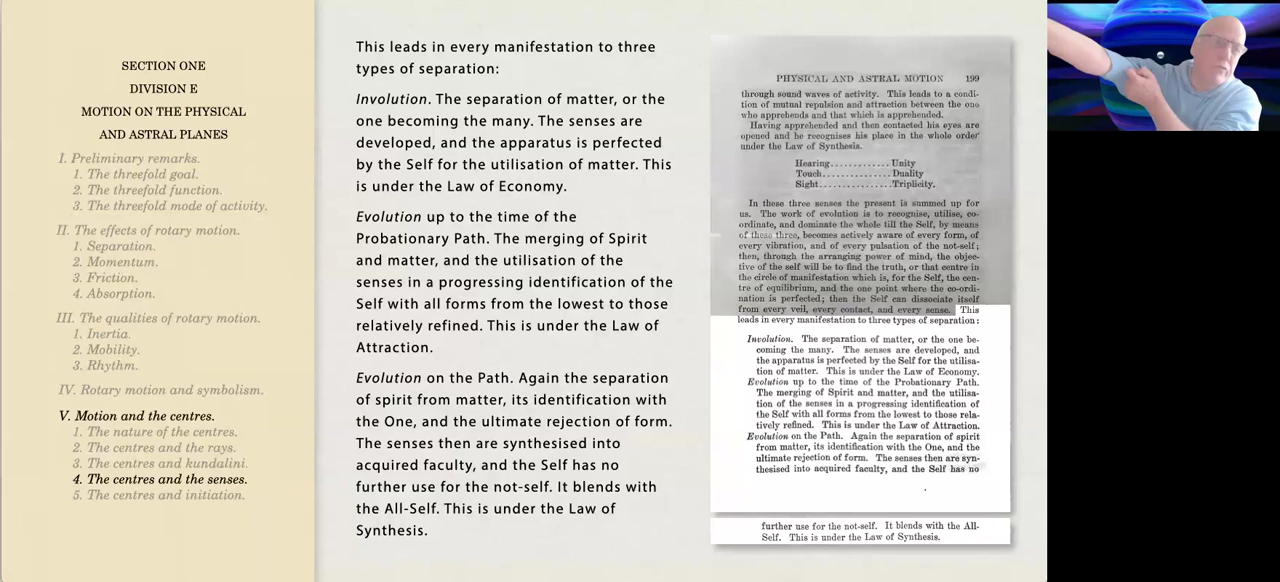 SECTION ONE
DIVISION E
MOTION ON THE PHYSICAL
AND ASTRAL PLANES
I. Preliminary remarks.
1. The threefold goal.
2. The threefold function.
3. The threefold mode of activity.
II. The effects of rotary motion.
1. Separation.
2. Momentum.
3. Friction.
4. Absorption.
III. The qualities of rotary motion.
1. Inertia.
2. Mobility.
3. Rhythm.
IV. Rotary motion and symbolism.
V. Motion and the centres.
1. The nature of the centres.
2. The centres and the rays.
3. The centres and kundalini.
4. The centres and the senses.
5. The centres and initiation.
This leads in every manifestation to three
types of separation:
Involution. The separation of matter, or the
one becoming the many. The senses are
developed, and the apparatus is perfected
by the Self for the utilisation of matter. This
is under the Law of Economy.
Evolution up to the time of the
Probationary Path. The merging of Spirit
and matter, and the utilisation of the
senses in a progressing identification of the
Self with all forms from the lowest to those
relatively refined. This is under the Law of
Attraction.
Evolution on the Path. Again the separation
of spirit from matter, its identification with
the One, and the ultimate rejection of form.
The senses then are synthesised into
acquired faculty, and the Self has no
further use for the not-self. It blends with
the All-Self. This is under the Law of
Synthesis.
PHYSICAL AND ASTRAL MOTION 199
through sound waves of activity. This leads to a condi-
tion of mutual repulsion and attraction between the one
who apprehends and that which is apprehended.
Having apprehended and then contacted his eyes are
opened and he recognises his place in the whole order
under the Law of Synthesis.
Hearing............. Unity
Touch.............. Duality
Sight...............Triplicity.
In these three senses the present is summed up for
us. The work of evolution is to recognise, utilise, co-
ordinate, and dominate the whole till the Self, by means
of these three, becomes actively aware of every form, of
every vibration, and of every pulsation of the not-self;
then, through the arranging power of mind, the objec-
tive of the self will be to find the truth, or that centre in
the circle of manifestation which is, for the Self, the cen-
tre of equilibrium, and the one point where the co-ordi-
nation is perfected; then the Self can dissociate itself
from every veil, every contact, and every sense. This
leads in every manifestation to three types of separation:
Involution. The separation of matter, or the one be-
coming the many. The senses are developed, and
the apparatus is perfected by the Self for the utilisa-
tion of matter. This is under the Law of Economy.
Evolution up to the time of the Probationary Path.
The merging of Spirit and matter, and the utilisa-
tion of the senses in a progressing identification of
the Self with all forms from the lowest to those rela-
tively refined. This is under the Law of Attraction.
Evolution on the Path. Again the separation of spirit
from matter, its identification with the One, and the
ultimate rejection of form. The senses then are syn-
thesised into acquired faculty, and the Self has no
further use for the not-self. It blends with the All-
Self. This is under the Law of Synthesis.